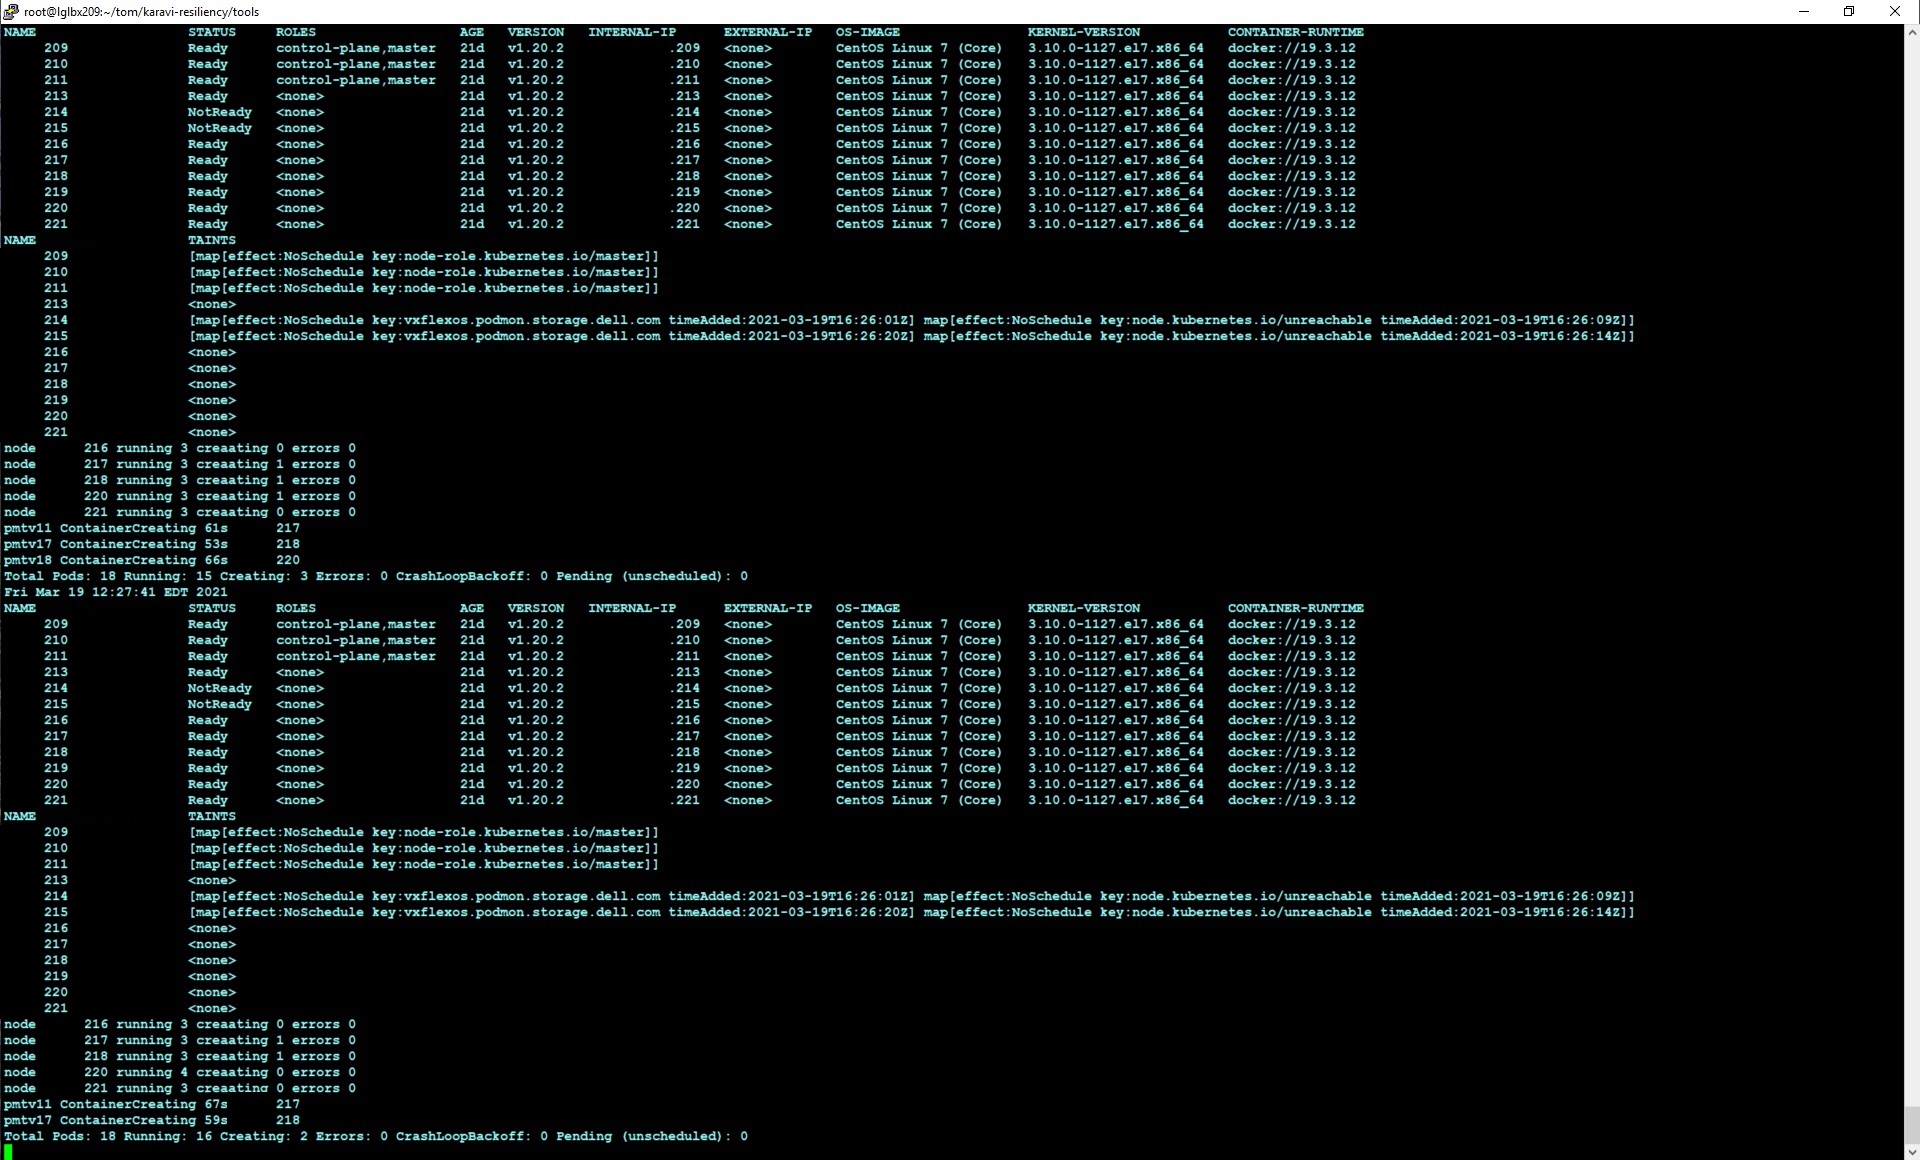 root@lglbx209:~/tom/karavi-resiliency/tools
NAME STATUS ROLES AGE VERSION INTERNAL-IP EXTERNAL-IP OS-IMAGE KERNEL-VERSION CONTAINER-RUNTIME
209 Ready control-plane,master 21d v1.20.2 .209 <none> CentOS Linux 7 (Core) 3.10.0-1127.el7.x86_64 docker://19.3.12
210 Ready control-plane,master 21d v1.20.2 .210 <none> CentOS Linux 7 (Core) 3.10.0-1127.el7.x86_64 docker://19.3.12
211 Ready control-plane,master 21d v1.20.2 .211 <none> CentOS Linux 7 (Core) 3.10.0-1127.el7.x86_64 docker://19.3.12
213 Ready <none> 21d v1.20.2 .213 <none> CentOS Linux 7 (Core) 3.10.0-1127.el7.x86_64 docker://19.3.12
214 NotReady <none> 21d v1.20.2 .214 <none> CentOS Linux 7 (Core) 3.10.0-1127.el7.x86_64 docker://19.3.12
215 NotReady <none> 21d v1.20.2 .215 <none> CentOS Linux 7 (Core) 3.10.0-1127.el7.x86_64 docker://19.3.12
216 Ready <none> 21d v1.20.2 .216 <none> CentOS Linux 7 (Core) 3.10.0-1127.el7.x86_64 docker://19.3.12
217 Ready <none> 21d v1.20.2 .217 <none> CentOS Linux 7 (Core) 3.10.0-1127.el7.x86_64 docker://19.3.12
218 Ready <none> 21d v1.20.2 .218 <none> CentOS Linux 7 (Core) 3.10.0-1127.el7.x86_64 docker://19.3.12
219 Ready <none> 21d v1.20.2 .219 <none> CentOS Linux 7 (Core) 3.10.0-1127.el7.x86_64 docker://19.3.12
220 Ready <none> 21d v1.20.2 .220 <none> CentOS Linux 7 (Core) 3.10.0-1127.el7.x86_64 docker://19.3.12
221 Ready <none> 21d v1.20.2 .221 <none> CentOS Linux 7 (Core) 3.10.0-1127.el7.x86_64 docker://19.3.12
NAME TAINTS
209 [map[effect:NoSchedule key:node-role.kubernetes.io/master]]
210 [map[effect:NoSchedule key:node-role.kubernetes.io/master]]
211 [map[effect:NoSchedule key:node-role.kubernetes.io/master]]
213 <none>
214 [map[effect:NoSchedule key:vxflexos.podmon.storage.dell.com timeAdded:2021-03-19T16:26:01Z] map[effect:NoSchedule key:node.kubernetes.io/unreachable timeAdded:2021-03-19T16:26:09Z]]
215 [map[effect:NoSchedule key:vxflexos.podmon.storage.dell.com timeAdded:2021-03-19T16:26:20Z] map[effect:NoSchedule key:node.kubernetes.io/unreachable timeAdded:2021-03-19T16:26:14Z]]
216 <none>
217 <none>
218 <none>
219 <none>
220 <none>
221 <none>
node 216 running 3 creaating 0 errors 0
node 217 running 3 creaating 1 errors 0
node 218 running 3 creaating 1 errors 0
node 220 running 3 creaating 1 errors 0
node 221 running 3 creaating 0 errors 0
pmtv11 ContainerCreating 61s 217
pmtv17 ContainerCreating 53s 218
pmtv18 ContainerCreating 66s 220
Total Pods: 18 Running: 15 Creating: 3 Errors: 0 CrashLoopBackoff: 0 Pending (unscheduled): 0
Fri Mar 19 12:27:41 EDT 2021
NAME STATUS ROLES AGE VERSION INTERNAL-IP EXTERNAL-IP OS-IMAGE KERNEL-VERSION CONTAINER-RUNTIME
209 Ready control-plane,master 21d v1.20.2 .209 <none> CentOS Linux 7 (Core) 3.10.0-1127.el7.x86_64 docker://19.3.12
210 Ready control-plane,master 21d v1.20.2 .210 <none> CentOS Linux 7 (Core) 3.10.0-1127.el7.x86_64 docker://19.3.12
211 Ready control-plane,master 21d v1.20.2 .211 <none> CentOS Linux 7 (Core) 3.10.0-1127.el7.x86_64 docker://19.3.12
213 Ready <none> 21d v1.20.2 .213 <none> CentOS Linux 7 (Core) 3.10.0-1127.el7.x86_64 docker://19.3.12
214 NotReady <none> 21d v1.20.2 .214 <none> CentOS Linux 7 (Core) 3.10.0-1127.el7.x86_64 docker://19.3.12
215 NotReady <none> 21d v1.20.2 .215 <none> CentOS Linux 7 (Core) 3.10.0-1127.el7.x86_64 docker://19.3.12
216 Ready <none> 21d v1.20.2 .216 <none> CentOS Linux 7 (Core) 3.10.0-1127.el7.x86_64 docker://19.3.12
217 Ready <none> 21d v1.20.2 .217 <none> CentOS Linux 7 (Core) 3.10.0-1127.el7.x86_64 docker://19.3.12
218 Ready <none> 21d v1.20.2 .218 <none> CentOS Linux 7 (Core) 3.10.0-1127.el7.x86_64 docker://19.3.12
219 Ready <none> 21d v1.20.2 .219 <none> CentOS Linux 7 (Core) 3.10.0-1127.el7.x86_64 docker://19.3.12
220 Ready <none> 21d v1.20.2 .220 <none> CentOS Linux 7 (Core) 3.10.0-1127.el7.x86_64 docker://19.3.12
221 Ready <none> 21d v1.20.2 .221 <none> CentOS Linux 7 (Core) 3.10.0-1127.el7.x86_64 docker://19.3.12
NAME TAINTS
209 [map[effect:NoSchedule key:node-role.kubernetes.io/master]]
210 [map[effect:NoSchedule key:node-role.kubernetes.io/master]]
211 [map[effect:NoSchedule key:node-role.kubernetes.io/master]]
213 <none>
214 [map[effect:NoSchedule key:vxflexos.podmon.storage.dell.com timeAdded:2021-03-19T16:26:01Z] map[effect:NoSchedule key:node.kubernetes.io/unreachable timeAdded:2021-03-19T16:26:09Z]]
215 [map[effect:NoSchedule key:vxflexos.podmon.storage.dell.com timeAdded:2021-03-19T16:26:20Z] map[effect:NoSchedule key:node.kubernetes.io/unreachable timeAdded:2021-03-19T16:26:14Z]]
216 <none>
217 <none>
218 <none>
219 <none>
220 <none>
221 <none>
node 216 running 3 creaating 0 errors 0
node 217 running 3 creaating 1 errors 0
node 218 running 3 creaating 1 errors 0
node 220 running 4 creaating 0 errors 0
node 221 running 3 creaating 0 errors 0
pmtv11 ContainerCreating 67s 217
pmtv17 ContainerCreating 59s 218
Total Pods: 18 Running: 16 Creating: 2 Errors: 0 CrashLoopBackoff: 0 Pending (unscheduled): 0